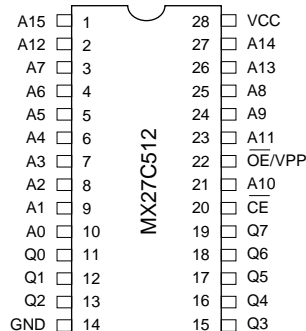 A15 1 28 VCC
A12 2 27 A14
A7 3 26 A13
A6 4 25 A8
A5 5 24 A9
A4 6 23 A11
A3 7 22 OE/VPP
A2 8 21 A10
A1 9 20 CE
A0 10 19 Q7
Q0 11 18 Q6
Q1 12 17 Q5
Q2 13 16 Q4
GND 14 15 Q3
MX27C512